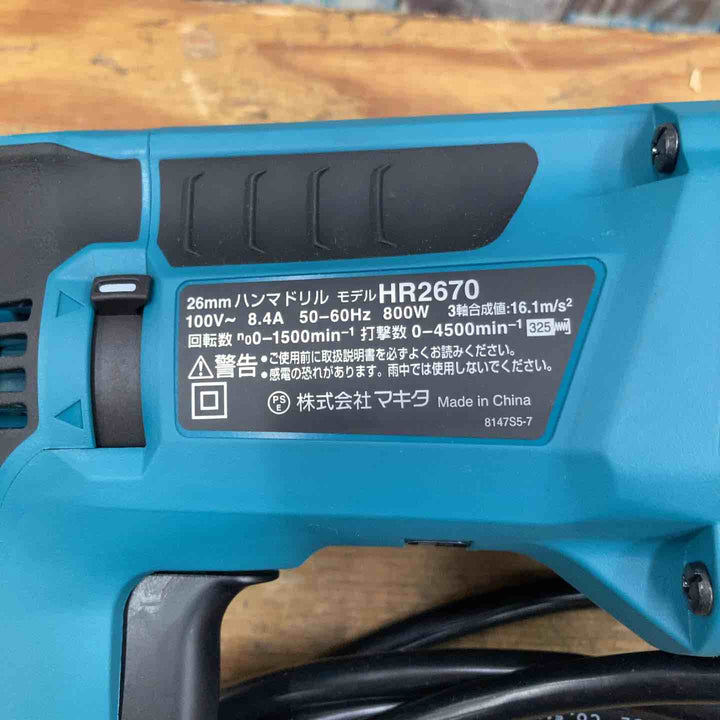 26mm ハンマドリル モデル HR2670
100V~ 8.4A 50-60Hz 800W 3軸合成値:16.1m/s²
回転数 n₀0-1500min⁻¹ 打撃数 0-4500min⁻¹ 325
⚠警告 •ご使用前に取扱説明書を必ずよくお読みください。
•感電の恐れがあります。雨中では使用しないでください。
PS E 株式会社マキタ Made in China
8147S5-7